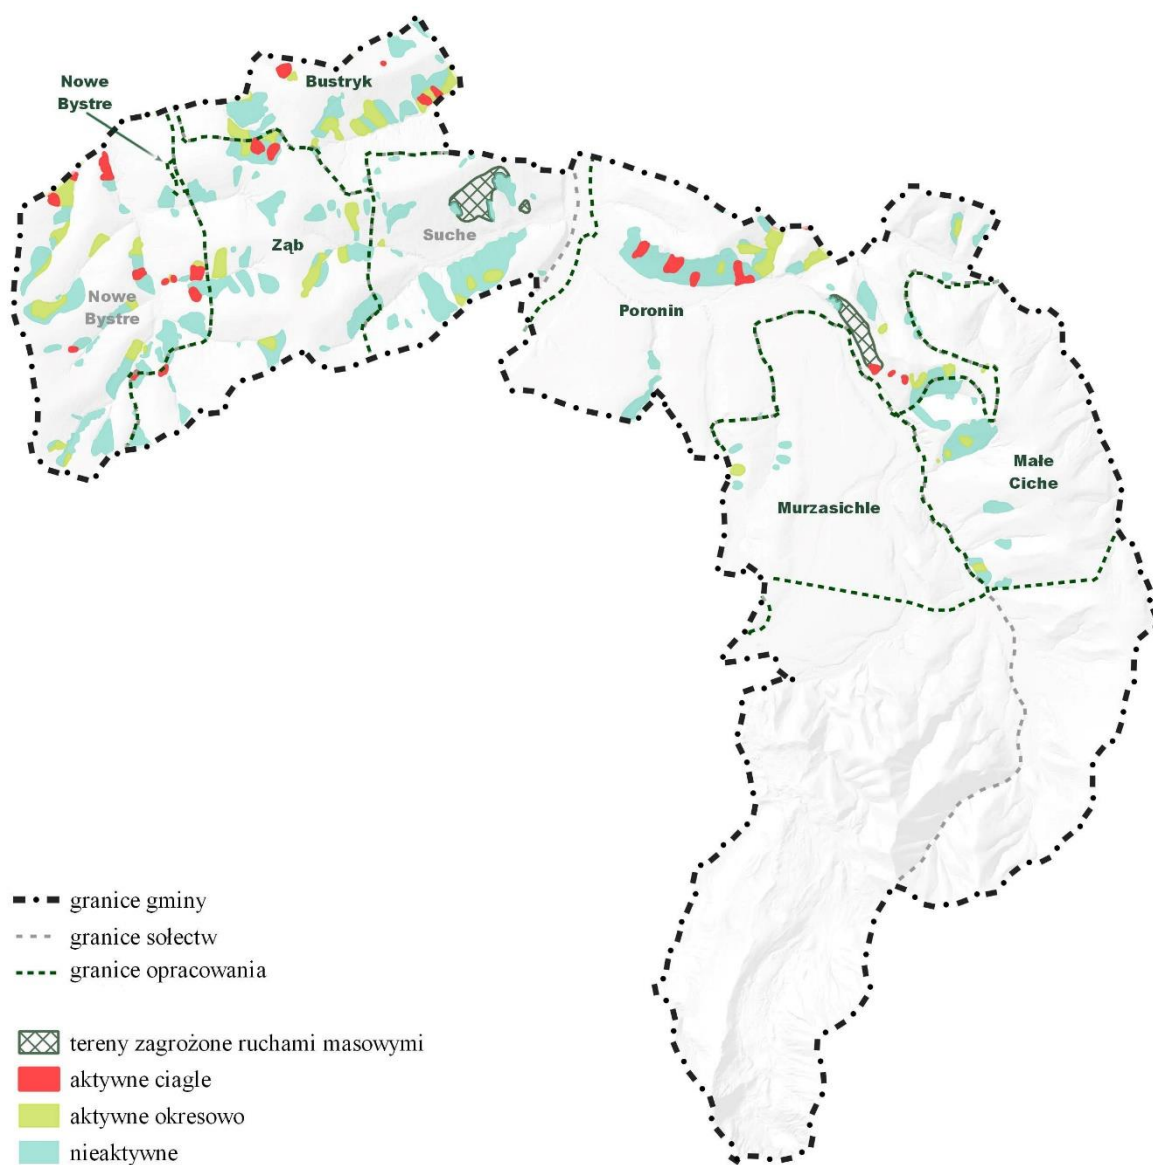 Nowe
Bystre
Bustryk
Ząb
Suche
Nowe
Bystre
Poronin
Małe
Ciche
Murzasichle
granice gminy
granice sołectw
granice opracowania
tereny zagrożone ruchami masowymi
aktywne ciagle
aktywne okresowo
nieaktywne